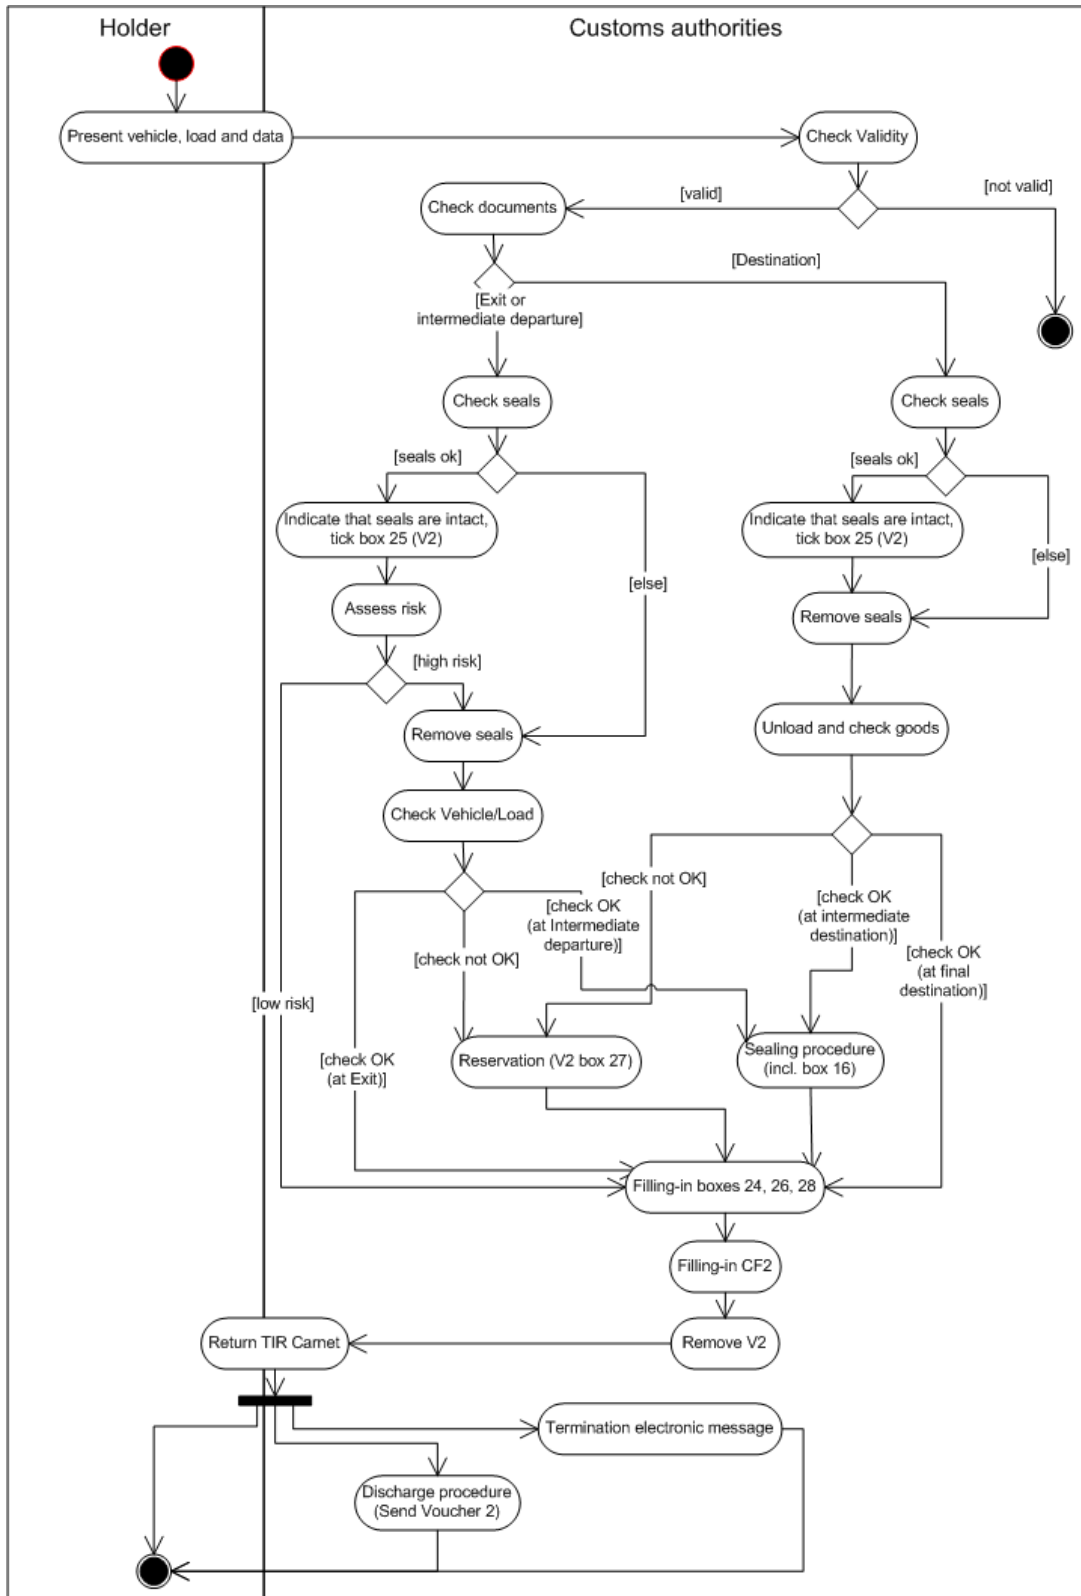 Holder
Customs authorities
Present vehicle, load and data
Check Validity
[valid]
[not valid]
Check documents
[Destination]
[Exit or
intermediate departure]
Check seals
Check seals
[seals ok]
[seals ok]
Indicate that seals are intact,
tick box 25 (V2)
Indicate that seals are intact,
tick box 25 (V2)
[else]
[else]
Assess risk
Remove seals
[high risk]
Remove seals
Unload and check goods
Check Vehicle/Load
[check not OK]
[check OK
(at Intermediate
departure)]
[check OK
(at intermediate
destination)]
[check not OK]
[check OK
(at final
destination)]
[low risk]
[check OK
(at Exit)]
Reservation (V2 box 27)
Sealing procedure
(incl. box 16)
Filling-in boxes 24, 26, 28
Filling-in CF2
Return TIR Carnet
Remove V2
Termination electronic message
Discharge procedure
(Send Voucher 2)